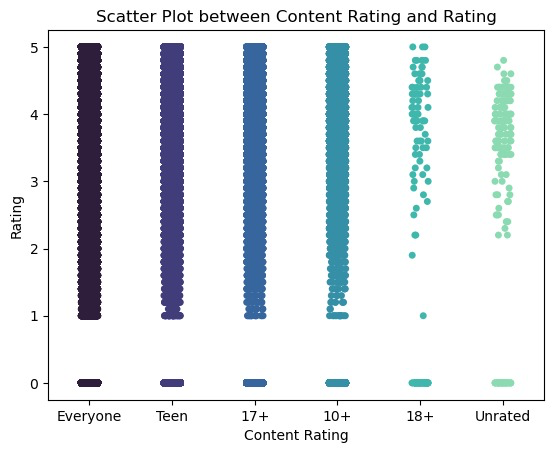 Scatter Plot between Content Rating and Rating
5
4
3
2
1
0
Rating
Everyone Teen 17+ 10+ 18+ Unrated
Content Rating